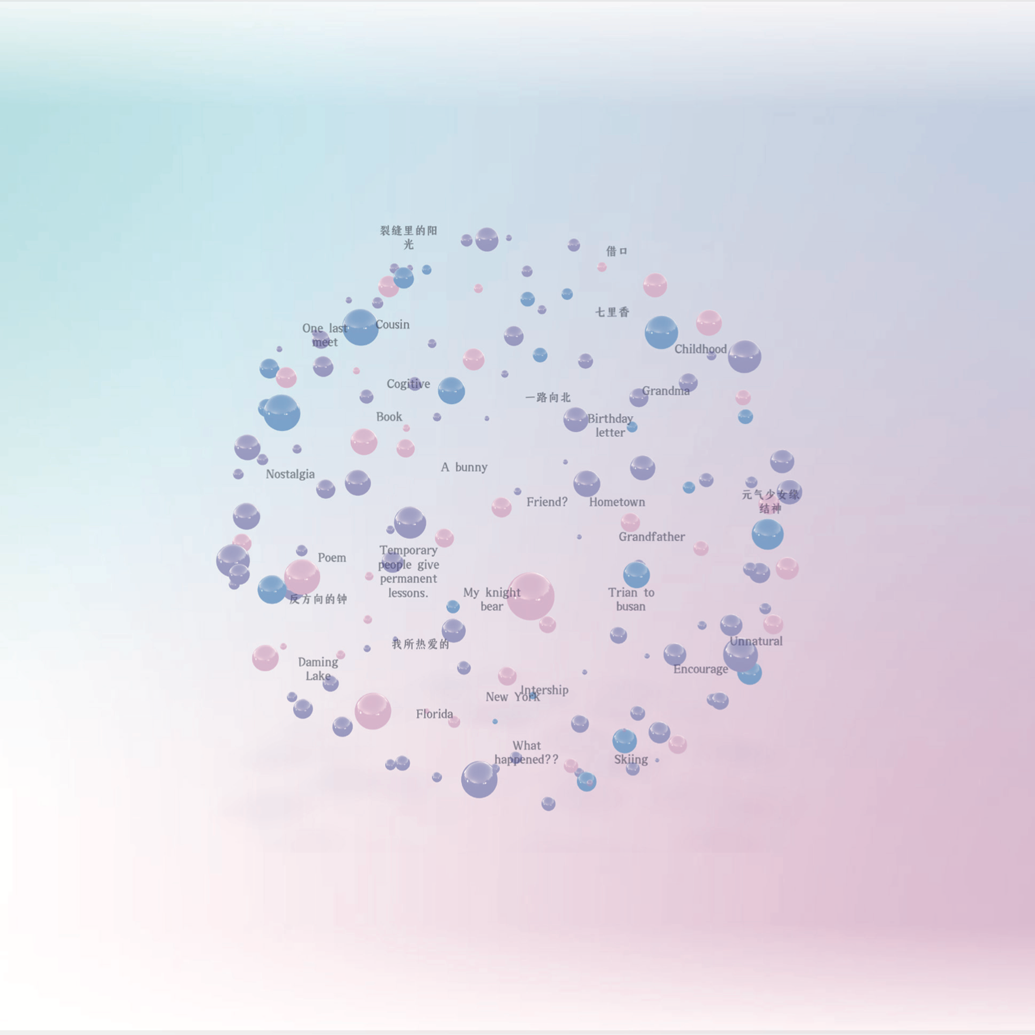 裂缝里的阳
光
借口
七里香
One last
meet
Cousin
Childhood
Cogitive
Grandma
一路向北
Book
Birthday
letter
A bunny
Nostalgia
元气少女缘
结神
Friend?
Hometown
Grandfather
Temporary
people give
permanent
lessons.
Poem
My knight
bear
Trian to
busan
反方向的钟
我所热爱的
Unnatural
Daming
Lake
Encourage
Intership
New York
Florida
What
happened??
Skiing